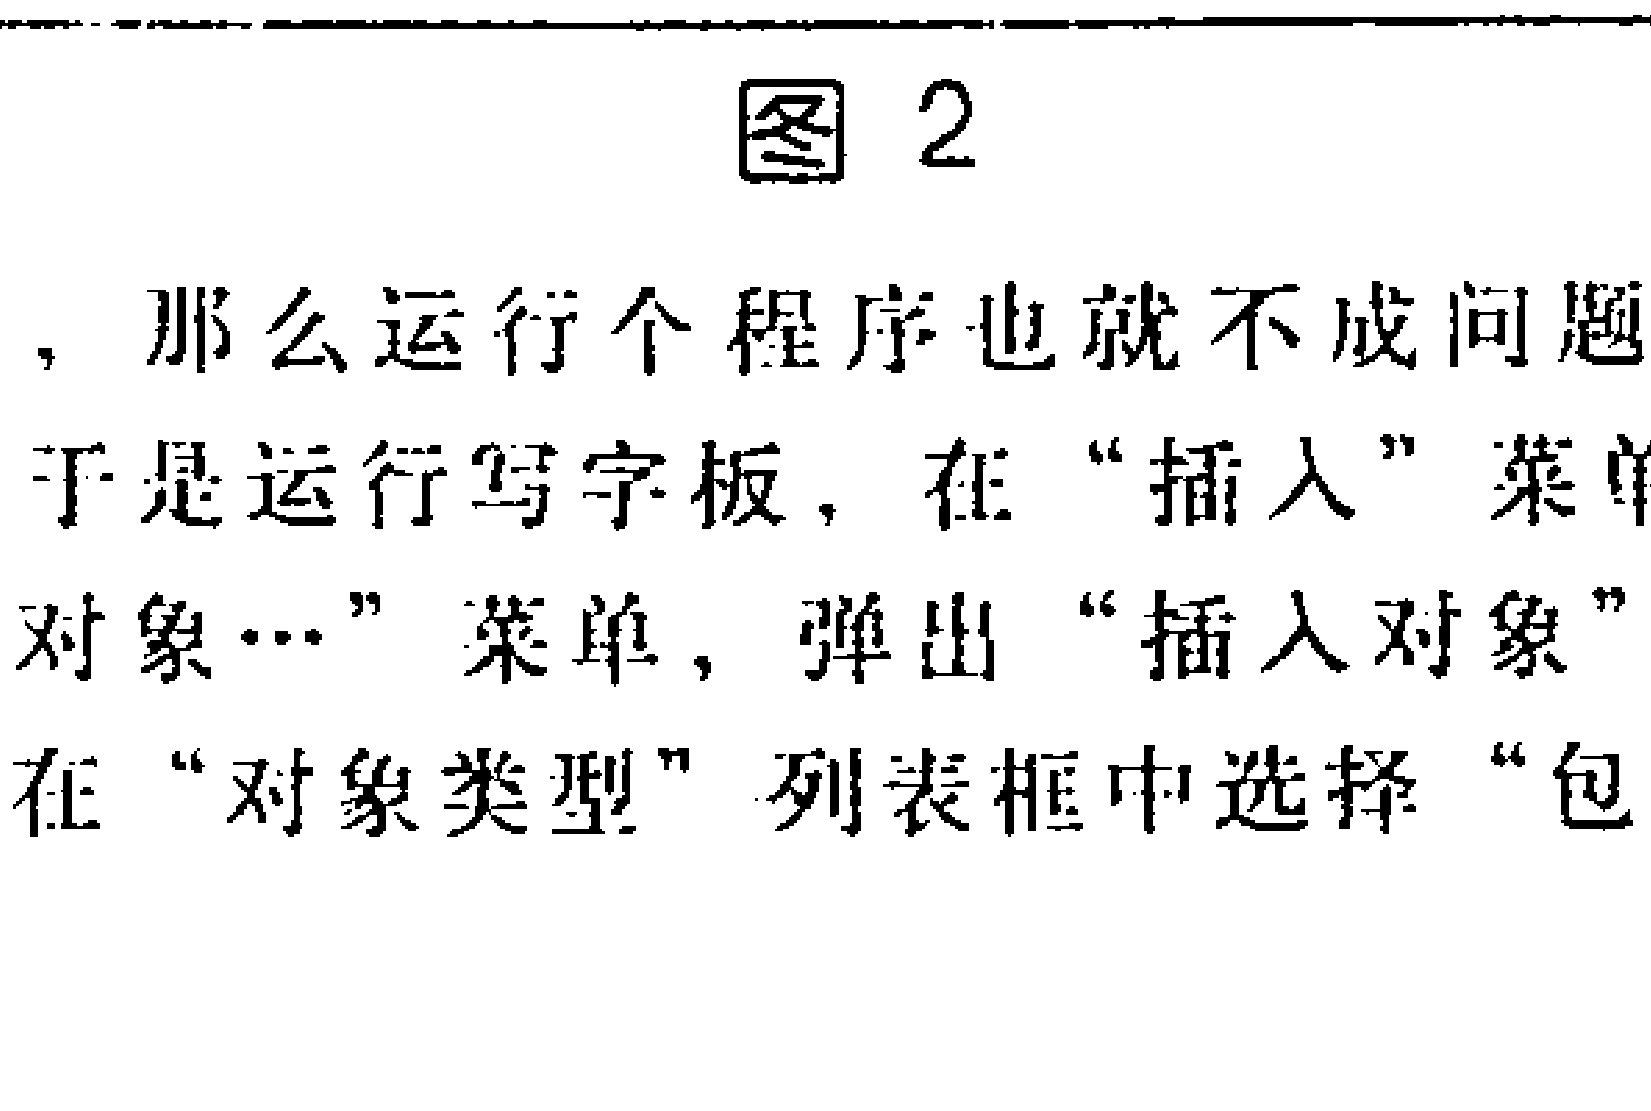 图 2
，那么运行个程序也就不成问题
于是运行写字板，在“插入”菜单
对象…”菜单，弹出“插入对象”
在“对象类型”列表框中选择“包